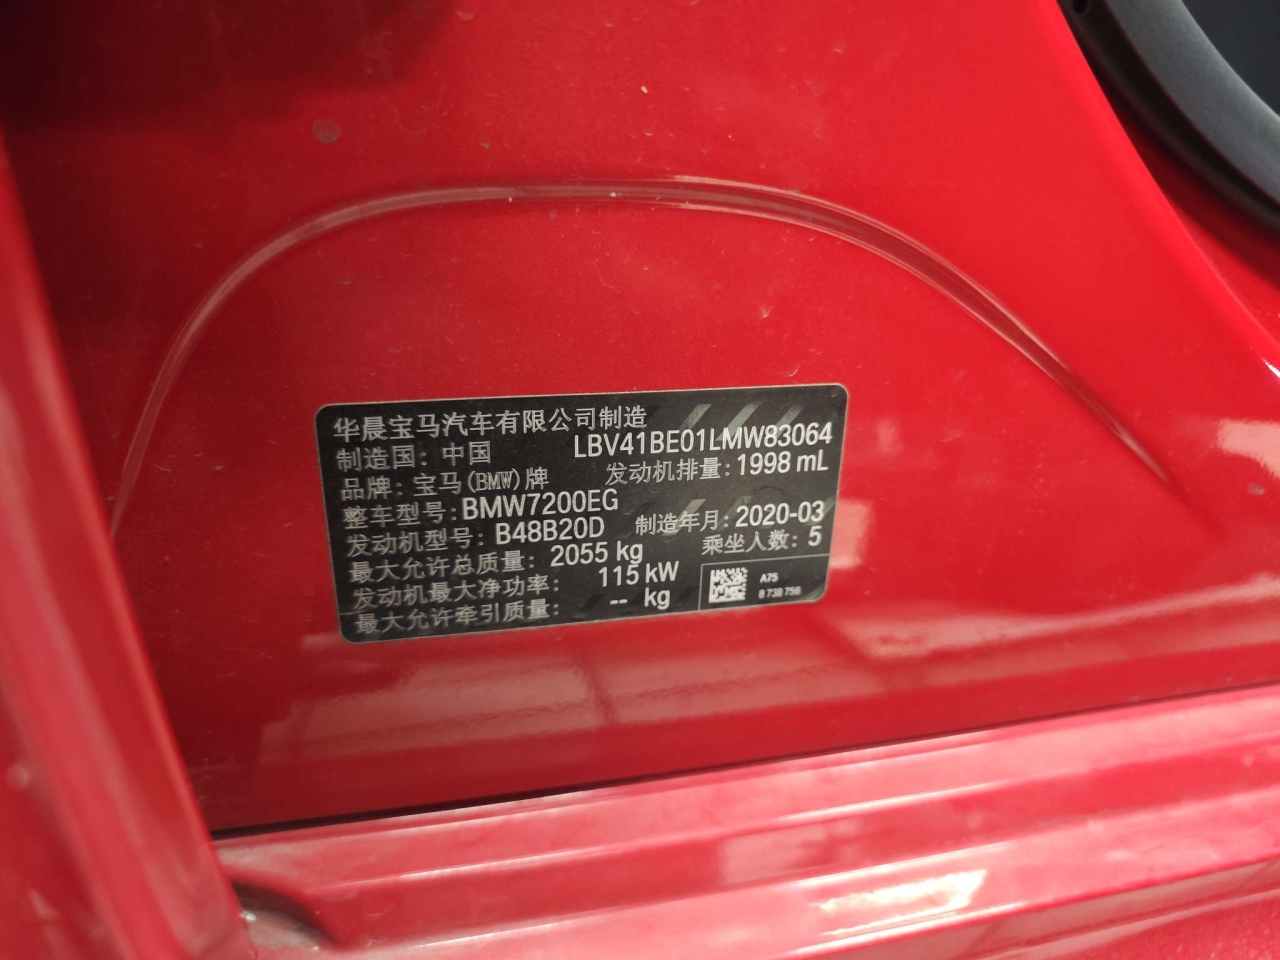 华晨宝马汽车有限公司制造
制造国：中国 LBV41BE01LMW83064
品牌：宝马(BMW)牌 发动机排量：1998 mL
整车型号：BMW7200EG
发动机型号：B48B20D 制造年月：2020-03
最大允许总质量：2055 kg 乘坐人数：5
发动机最大净功率：115 kW
最大允许牵引质量：-- kg
A75
8 738 756